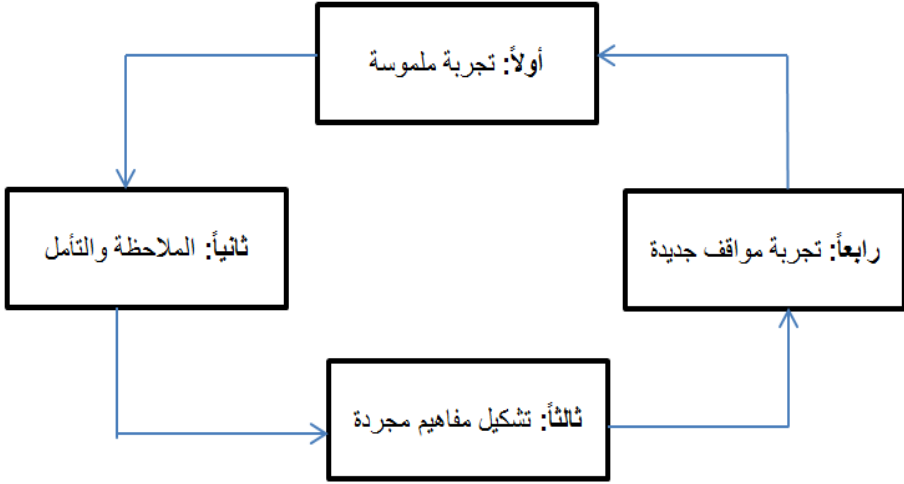 أولاً: تجربة ملموسة
ثانياً: الملاحظة والتأمل
ثالثاً: تشكيل مفاهيم مجردة
رابعاً: تجربة مواقف جديدة